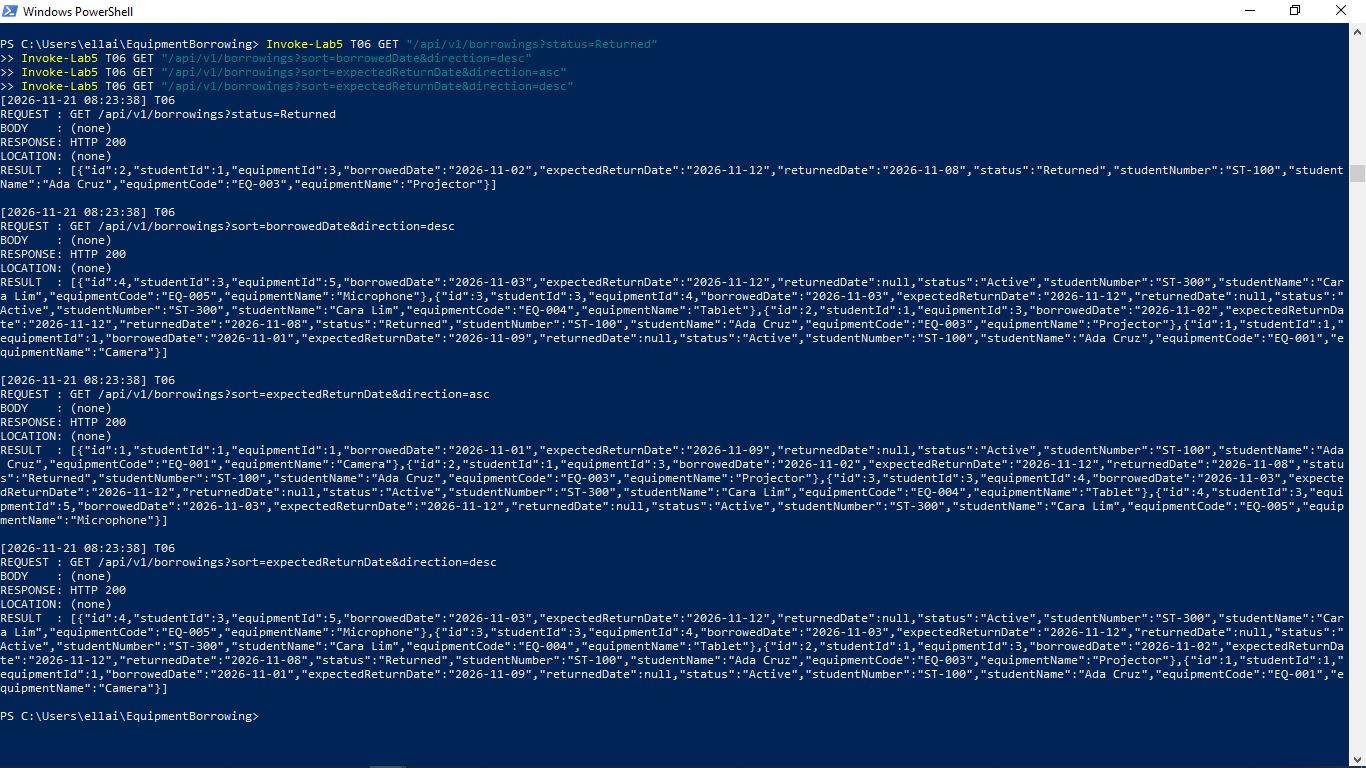 Windows PowerShell
PS C:\Users\ellai\EquipmentBorrowing> Invoke-Lab5 T06 GET "/api/v1/borrowings?status=Returned"
>> Invoke-Lab5 T06 GET "/api/v1/borrowings?sort=borrowedDate&direction=desc"
>> Invoke-Lab5 T06 GET "/api/v1/borrowings?sort=expectedReturnDate&direction=asc"
>> Invoke-Lab5 T06 GET "/api/v1/borrowings?sort=expectedReturnDate&direction=desc"
[2026-11-21 08:23:38] T06
REQUEST : GET /api/v1/borrowings?status=Returned
BODY    : (none)
RESPONSE: HTTP 200
LOCATION: (none)
RESULT  : [{"id":2,"studentId":1,"equipmentId":3,"borrowedDate":"2026-11-02","expectedReturnDate":"2026-11-12","returnedDate":"2026-11-08","status":"Returned","studentNumber":"ST-100","student
Name":"Ada Cruz","equipmentCode":"EQ-003","equipmentName":"Projector"}]
[2026-11-21 08:23:38] T06
REQUEST : GET /api/v1/borrowings?sort=borrowedDate&direction=desc
BODY    : (none)
RESPONSE: HTTP 200
LOCATION: (none)
RESULT  : [{"id":4,"studentId":3,"equipmentId":5,"borrowedDate":"2026-11-03","expectedReturnDate":"2026-11-12","returnedDate":null,"status":"Active","studentNumber":"ST-300","studentName":"Car
a Lim","equipmentCode":"EQ-005","equipmentName":"Microphone"},{"id":3,"studentId":3,"equipmentId":4,"borrowedDate":"2026-11-03","expectedReturnDate":"2026-11-12","returnedDate":null,"status":"
Active","studentNumber":"ST-300","studentName":"Cara Lim","equipmentCode":"EQ-004","equipmentName":"Tablet"},{"id":2,"studentId":1,"equipmentId":3,"borrowedDate":"2026-11-02","expectedReturnDa
te":"2026-11-12","returnedDate":"2026-11-08","status":"Returned","studentNumber":"ST-100","studentName":"Ada Cruz","equipmentCode":"EQ-003","equipmentName":"Projector"},{"id":1,"studentId":1,"
equipmentId":1,"borrowedDate":"2026-11-01","expectedReturnDate":"2026-11-09","returnedDate":null,"status":"Active","studentNumber":"ST-100","studentName":"Ada Cruz","equipmentCode":"EQ-001","e
quipmentName":"Camera"}]
[2026-11-21 08:23:38] T06
REQUEST : GET /api/v1/borrowings?sort=expectedReturnDate&direction=asc
BODY    : (none)
RESPONSE: HTTP 200
LOCATION: (none)
RESULT  : [{"id":1,"studentId":1,"equipmentId":1,"borrowedDate":"2026-11-01","expectedReturnDate":"2026-11-09","returnedDate":null,"status":"Active","studentNumber":"ST-100","studentName":"Ada
 Cruz","equipmentCode":"EQ-001","equipmentName":"Camera"},{"id":2,"studentId":1,"equipmentId":3,"borrowedDate":"2026-11-02","expectedReturnDate":"2026-11-12","returnedDate":"2026-11-08","statu
s":"Returned","studentNumber":"ST-100","studentName":"Ada Cruz","equipmentCode":"EQ-003","equipmentName":"Projector"},{"id":3,"studentId":3,"equipmentId":4,"borrowedDate":"2026-11-03","expecte
dReturnDate":"2026-11-12","returnedDate":null,"status":"Active","studentNumber":"ST-300","studentName":"Cara Lim","equipmentCode":"EQ-004","equipmentName":"Tablet"},{"id":4,"studentId":3,"equi
pmentId":5,"borrowedDate":"2026-11-03","expectedReturnDate":"2026-11-12","returnedDate":null,"status":"Active","studentNumber":"ST-300","studentName":"Cara Lim","equipmentCode":"EQ-005","equip
mentName":"Microphone"}]
[2026-11-21 08:23:38] T06
REQUEST : GET /api/v1/borrowings?sort=expectedReturnDate&direction=desc
BODY    : (none)
RESPONSE: HTTP 200
LOCATION: (none)
RESULT  : [{"id":4,"studentId":3,"equipmentId":5,"borrowedDate":"2026-11-03","expectedReturnDate":"2026-11-12","returnedDate":null,"status":"Active","studentNumber":"ST-300","studentName":"Car
a Lim","equipmentCode":"EQ-005","equipmentName":"Microphone"},{"id":3,"studentId":3,"equipmentId":4,"borrowedDate":"2026-11-03","expectedReturnDate":"2026-11-12","returnedDate":null,"status":"
Active","studentNumber":"ST-300","studentName":"Cara Lim","equipmentCode":"EQ-004","equipmentName":"Tablet"},{"id":2,"studentId":1,"equipmentId":3,"borrowedDate":"2026-11-02","expectedReturnDa
te":"2026-11-12","returnedDate":"2026-11-08","status":"Returned","studentNumber":"ST-100","studentName":"Ada Cruz","equipmentCode":"EQ-003","equipmentName":"Projector"},{"id":1,"studentId":1,"
equipmentId":1,"borrowedDate":"2026-11-01","expectedReturnDate":"2026-11-09","returnedDate":null,"status":"Active","studentNumber":"ST-100","studentName":"Ada Cruz","equipmentCode":"EQ-001","e
quipmentName":"Camera"}]
PS C:\Users\ellai\EquipmentBorrowing>